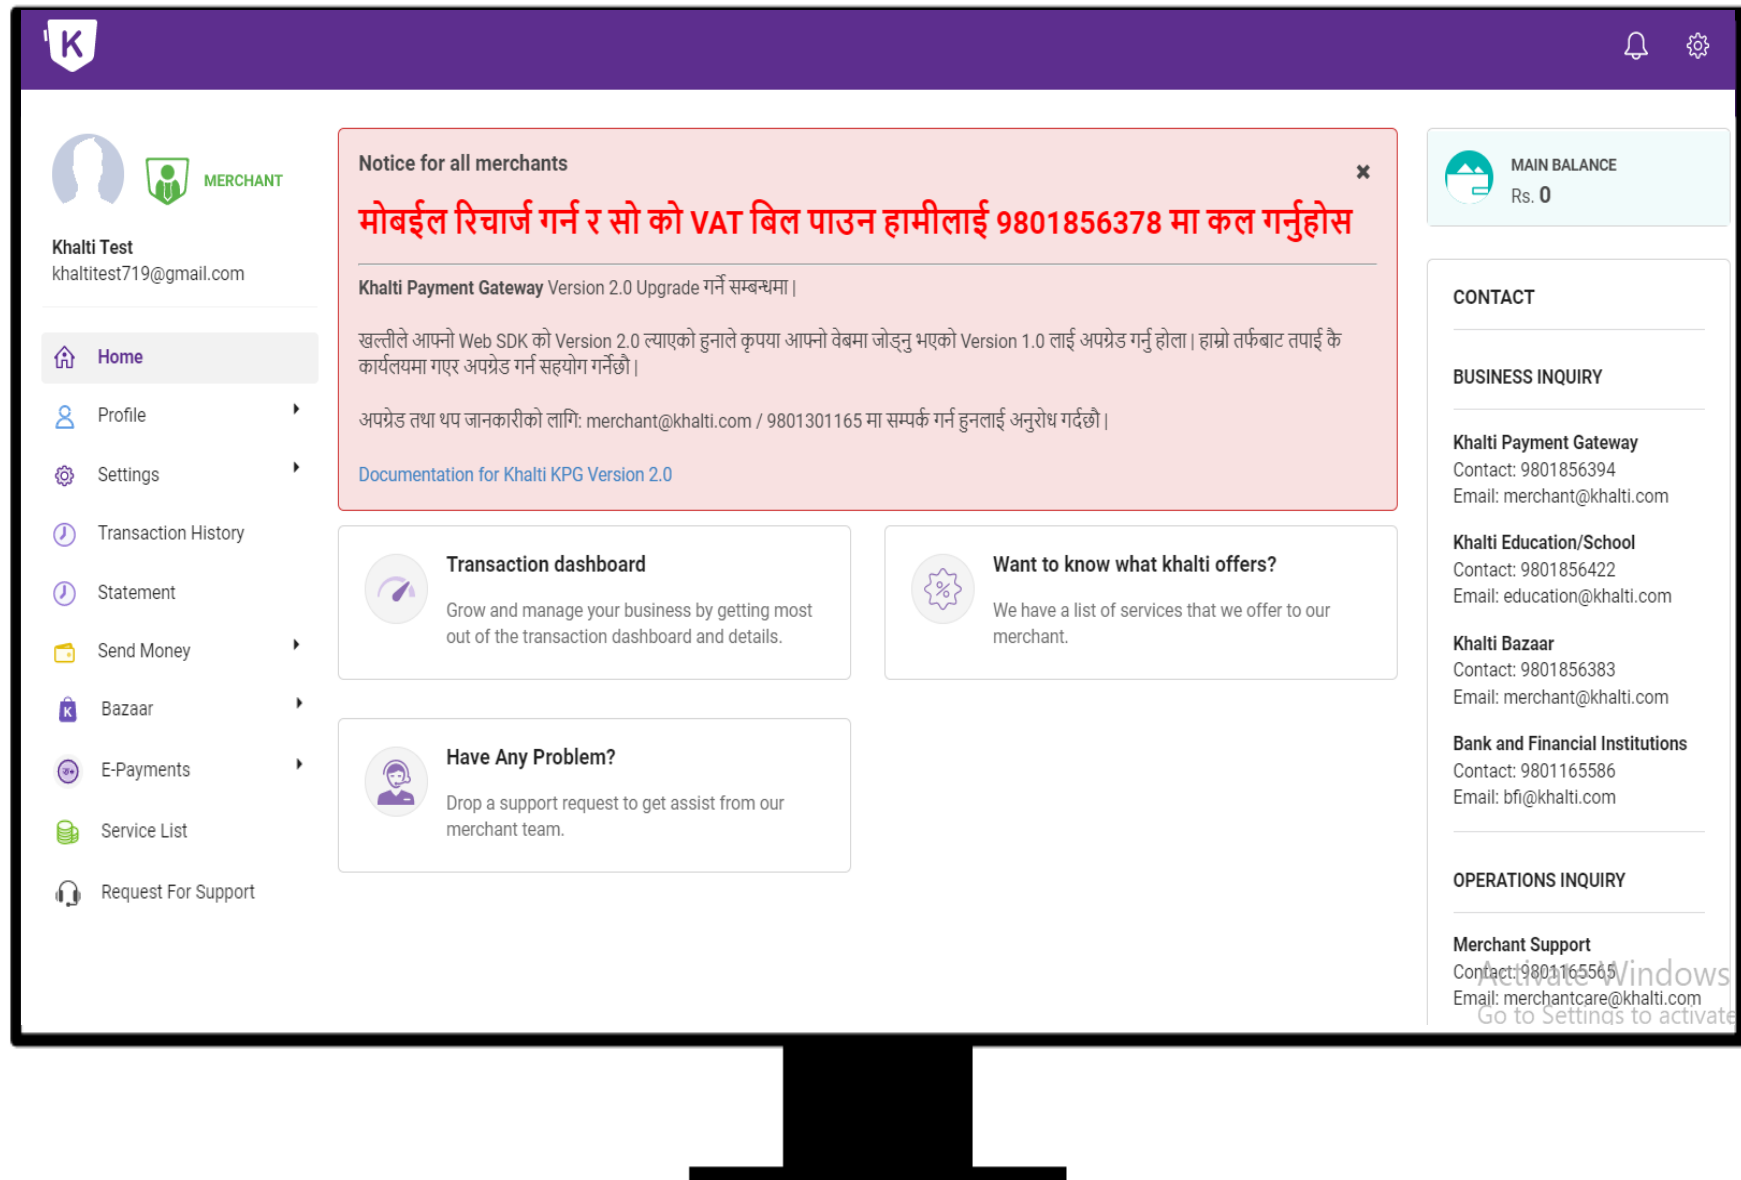 K
MERCHANT
Khalti Test
khaltitest719@gmail.com
Home
Profile
Settings
Transaction History
Statement
Send Money
K
Bazaar
E-Payments
Service List
Request For Support
Notice for all merchants
मोबईल रिचार्ज गर्न र सो को VAT बिल पाउन हामीलाई 9801856378 मा कल गर्नुहोस
Khalti Payment Gateway Version 2.0 Upgrade गर्ने सम्बन्धमा |
खल्तीले आफ्नो Web SDK को Version 2.0 ल्याएको हुनाले कृपया आफ्नो वेबमा जोड्नु भएको Version 1.0 लाई अपग्रेड गर्नु होला | हाम्रो तर्फबाट तपाई कै
कार्यलयमा गएर अपग्रेड गर्न सहयोग गर्नेछौ |
अपग्रेड तथा थप जानकारीको लागि: merchant@khalti.com / 9801301165 मा सम्पर्क गर्न हुनलाई अनुरोध गर्दछौ |
Documentation for Khalti KPG Version 2.0
Transaction dashboard
Grow and manage your business by getting most
out of the transaction dashboard and details.
Want to know what khalti offers?
We have a list of services that we offer to our
merchant.
Have Any Problem?
Drop a support request to get assist from our
merchant team.
MAIN BALANCE
Rs. 0
CONTACT
BUSINESS INQUIRY
Khalti Payment Gateway
Contact: 9801856394
Email: merchant@khalti.com
Khalti Education/School
Contact: 9801856422
Email: education@khalti.com
Khalti Bazaar
Contact: 9801856383
Email: merchant@khalti.com
Bank and Financial Institutions
Contact: 9801165586
Email: bfi@khalti.com
OPERATIONS INQUIRY
Merchant Support
Contact: 9801165565
Email: merchantcare@khalti.com
Activate Windows
Go to Settings to activate